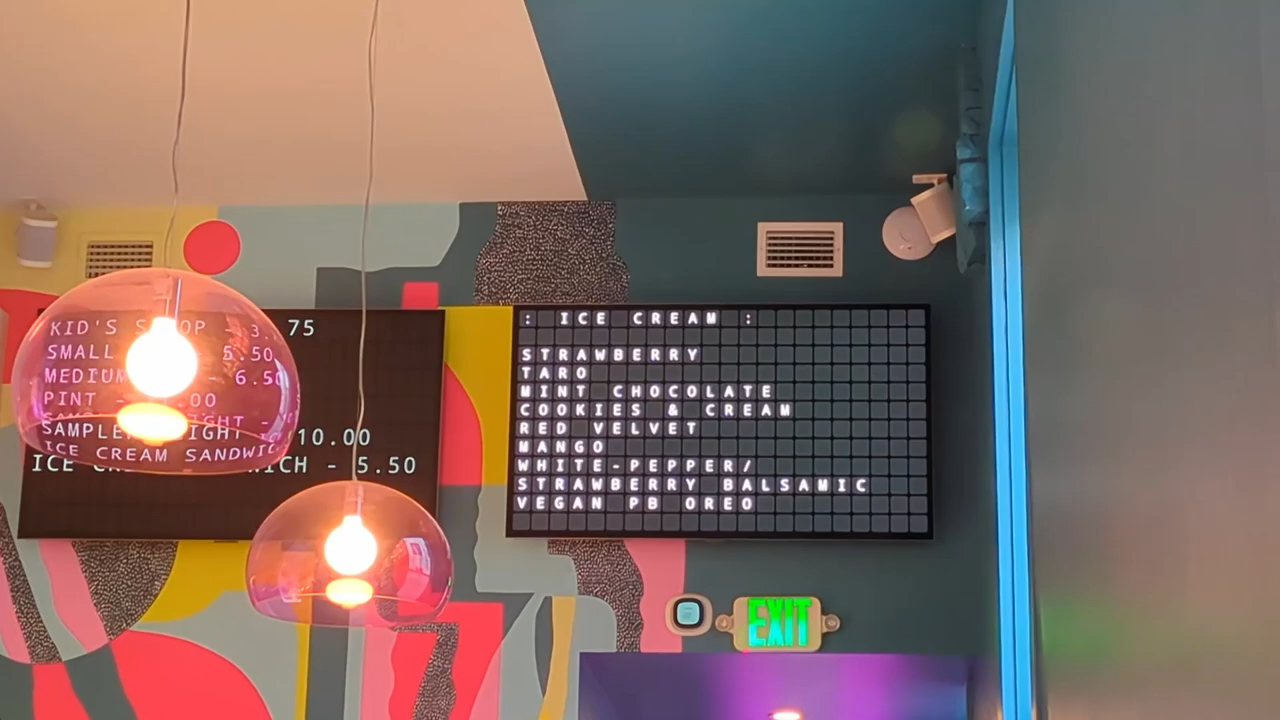 KID'S SCOOP - 3.75
SMALL - 5.50
MEDIUM - 6.50
PINT - .00
SAMPLER FLIGHT - 10.00
ICE CREAM SANDWICH - 5.50
: ICE CREAM :
STRAWBERRY
TARO
MINT CHOCOLATE
COOKIES & CREAM
RED VELVET
MANGO
WHITE-PEPPER/
STRAWBERRY BALSAMIC
VEGAN PB OREO
EXIT